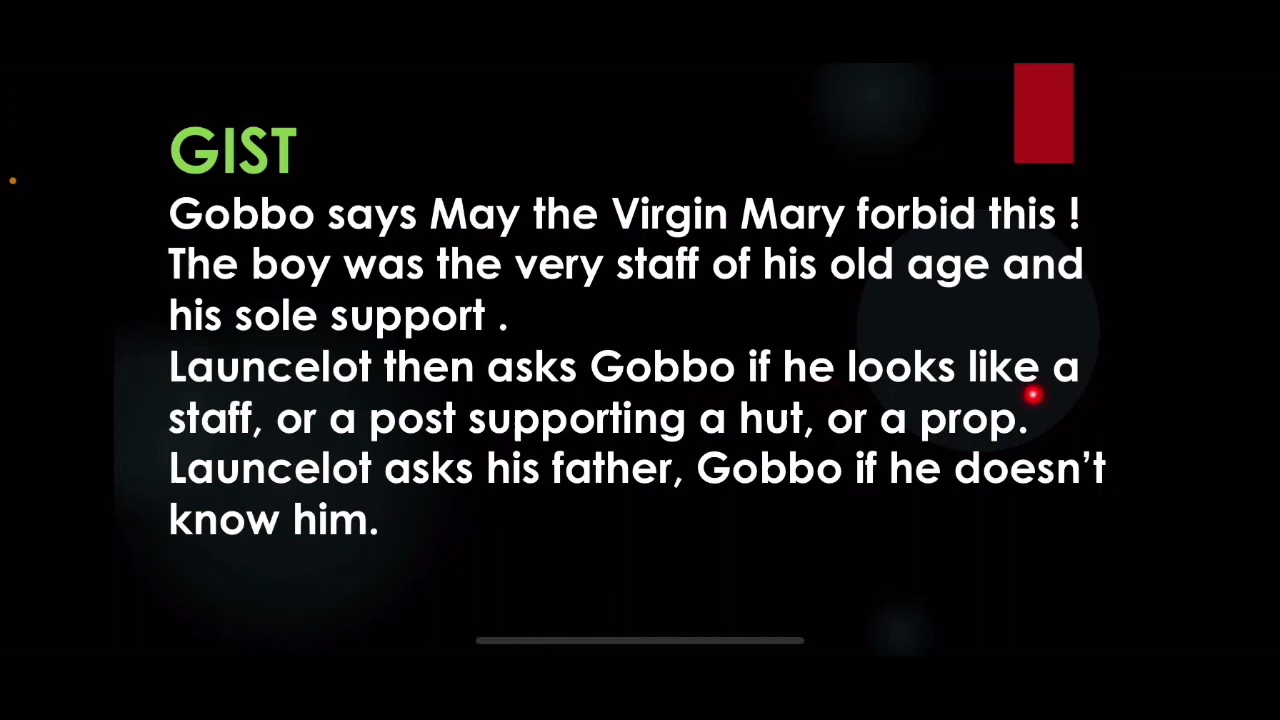 GIST
Gobbo says May the Virgin Mary forbid this !
The boy was the very staff of his old age and
his sole support .
Launcelot then asks Gobbo if he looks like a
staff, or a post supporting a hut, or a prop.
Launcelot asks his father, Gobbo if he doesn’t
know him.